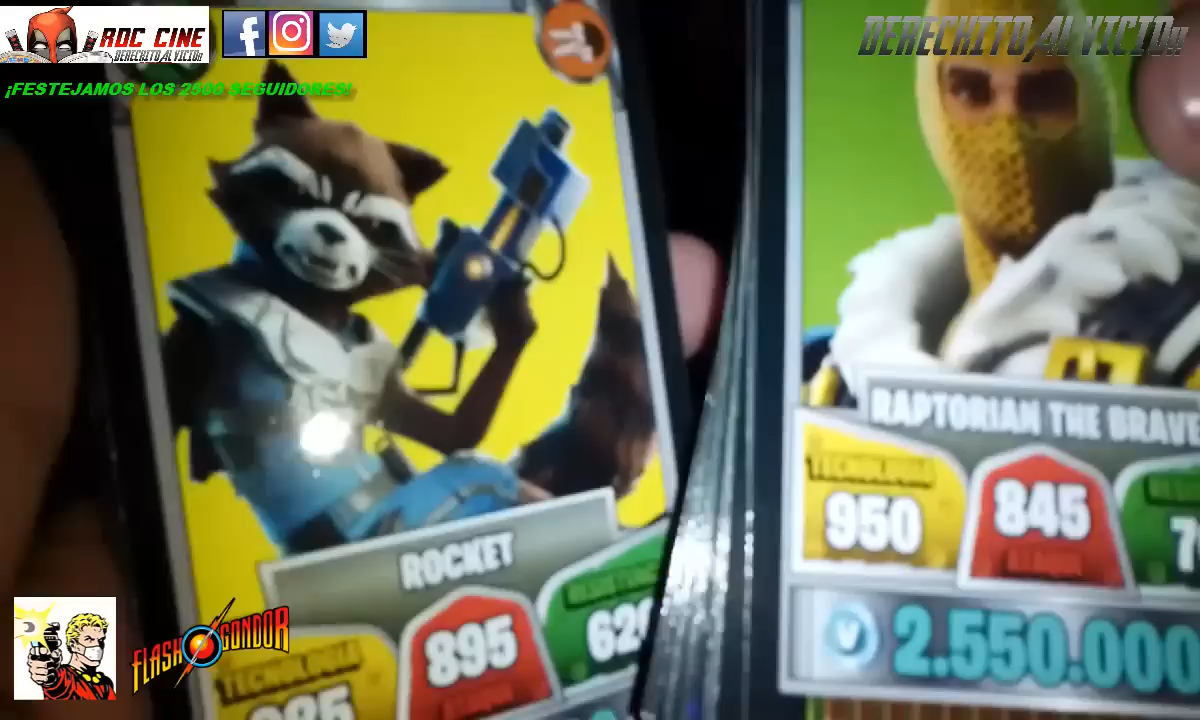 RDC CINE
DERECHITO AL VICIO!!
¡FESTEJAMOS LOS 2500 SEGUIDORES!
DERECHITO AL VICIO!!
RAPTORIAN THE BRAVE
TECNOLOGIA
950
845
2.550.000
ROCKET
895
TECNOLOGIA
FLASH GONDOR